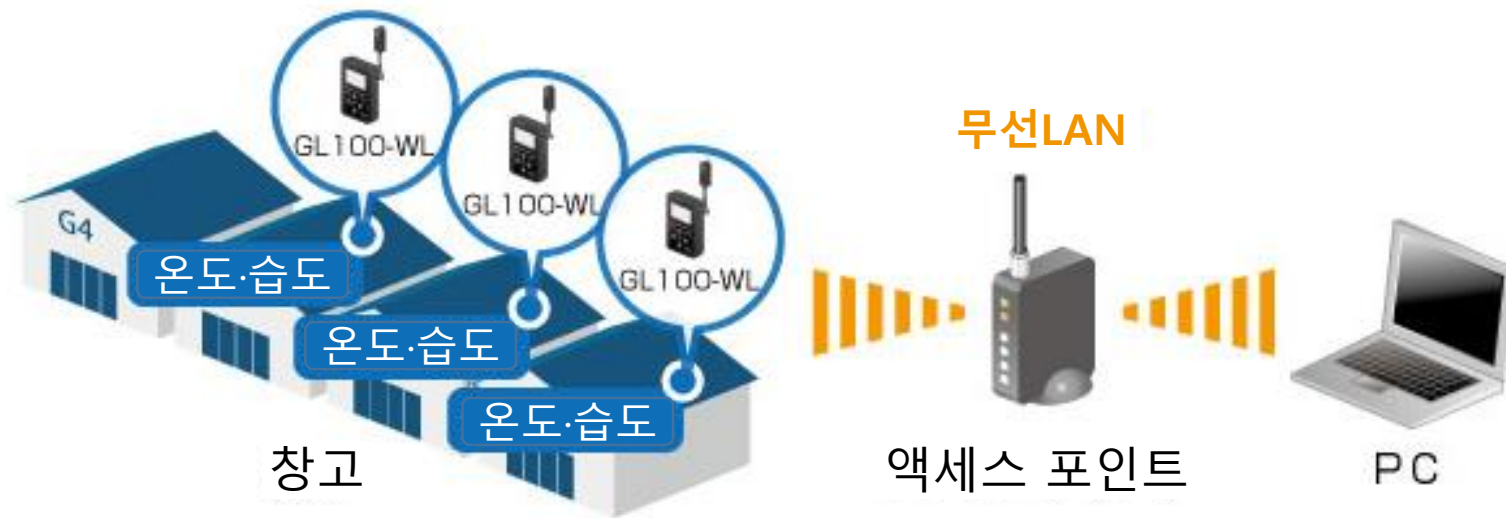 GL100-WL
GL100-WL
GL100-WL
G4
온도·습도
온도·습도
온도·습도
창고
무선LAN
액세스 포인트
PC